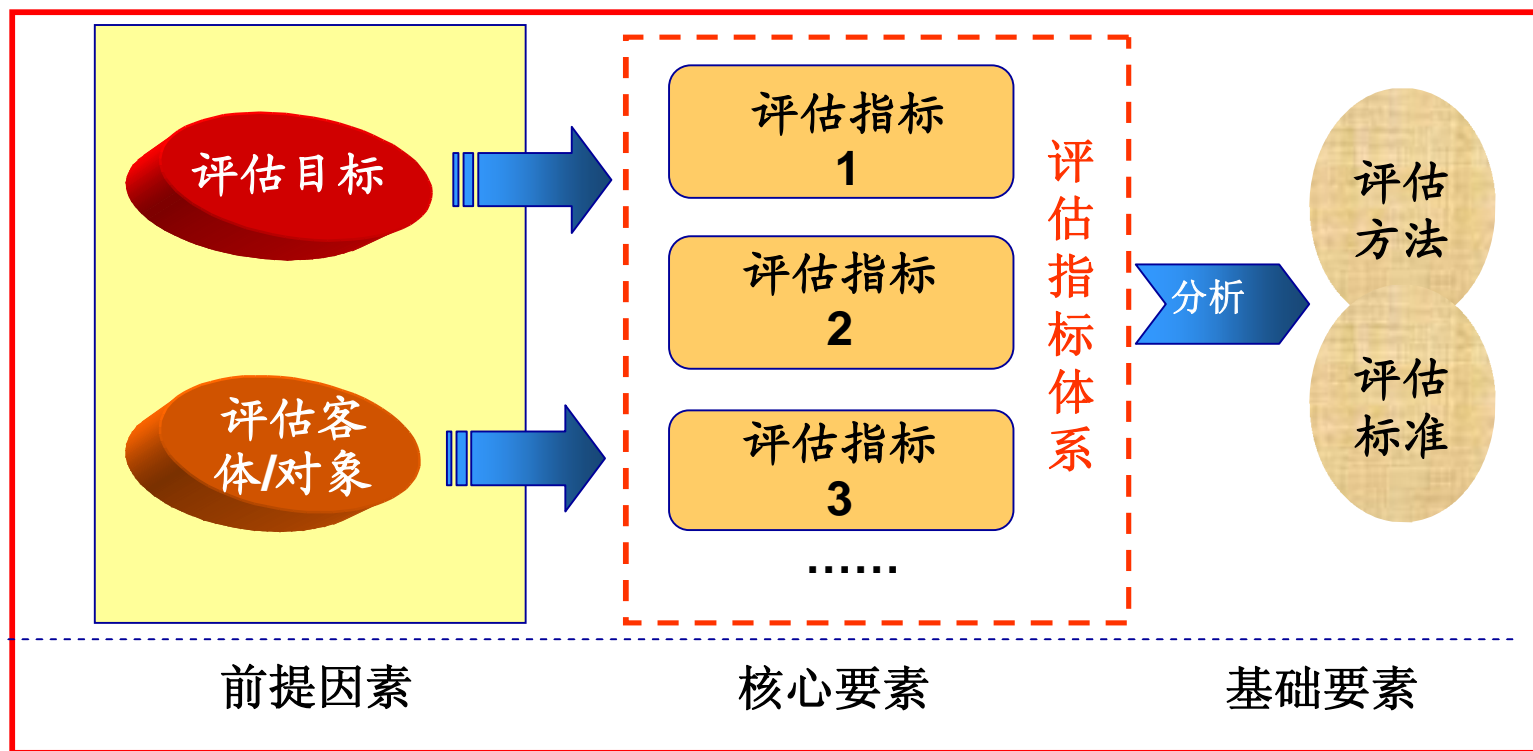 评估目标
评估客
体/对象
评估指标
1
评估指标
2
评估指标
3
……
评估指标体系
分析
评估
方法
评估
标准
前提因素
核心要素
基础要素